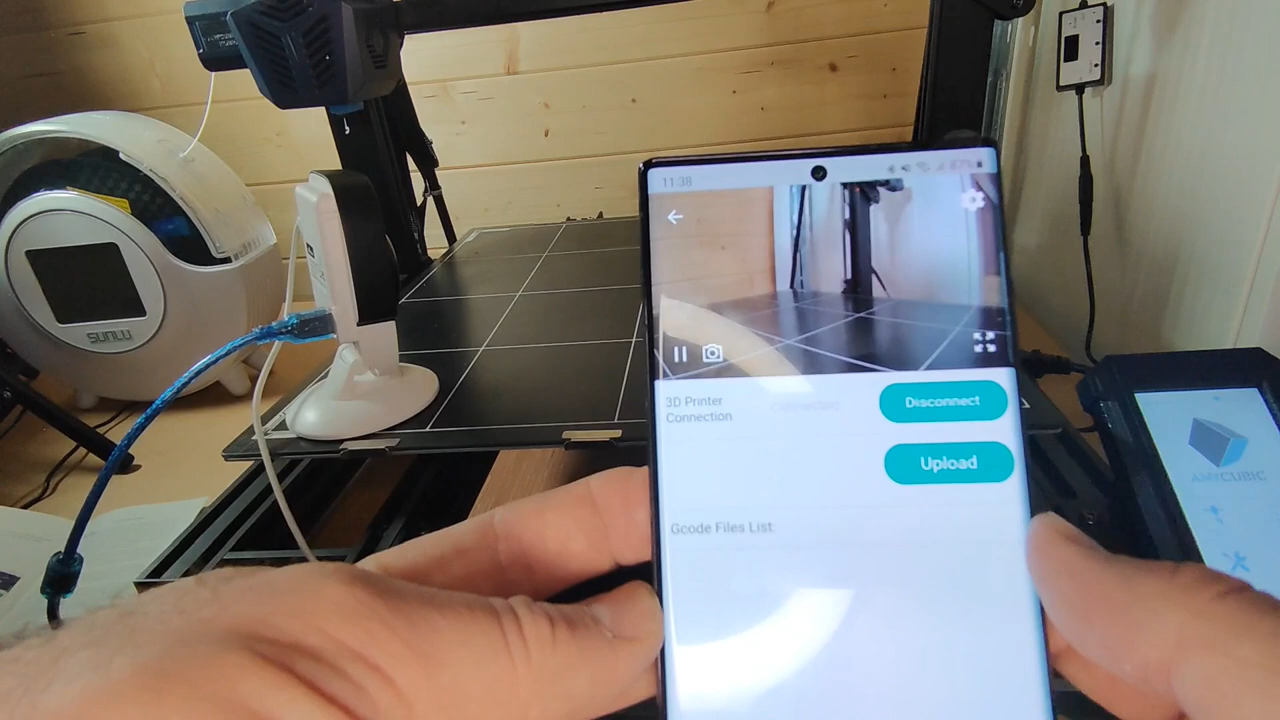 SUNLU
11:38
3D Printer
Connection
Disconnect
Upload
Gcode Files List:
ANYCUBIC